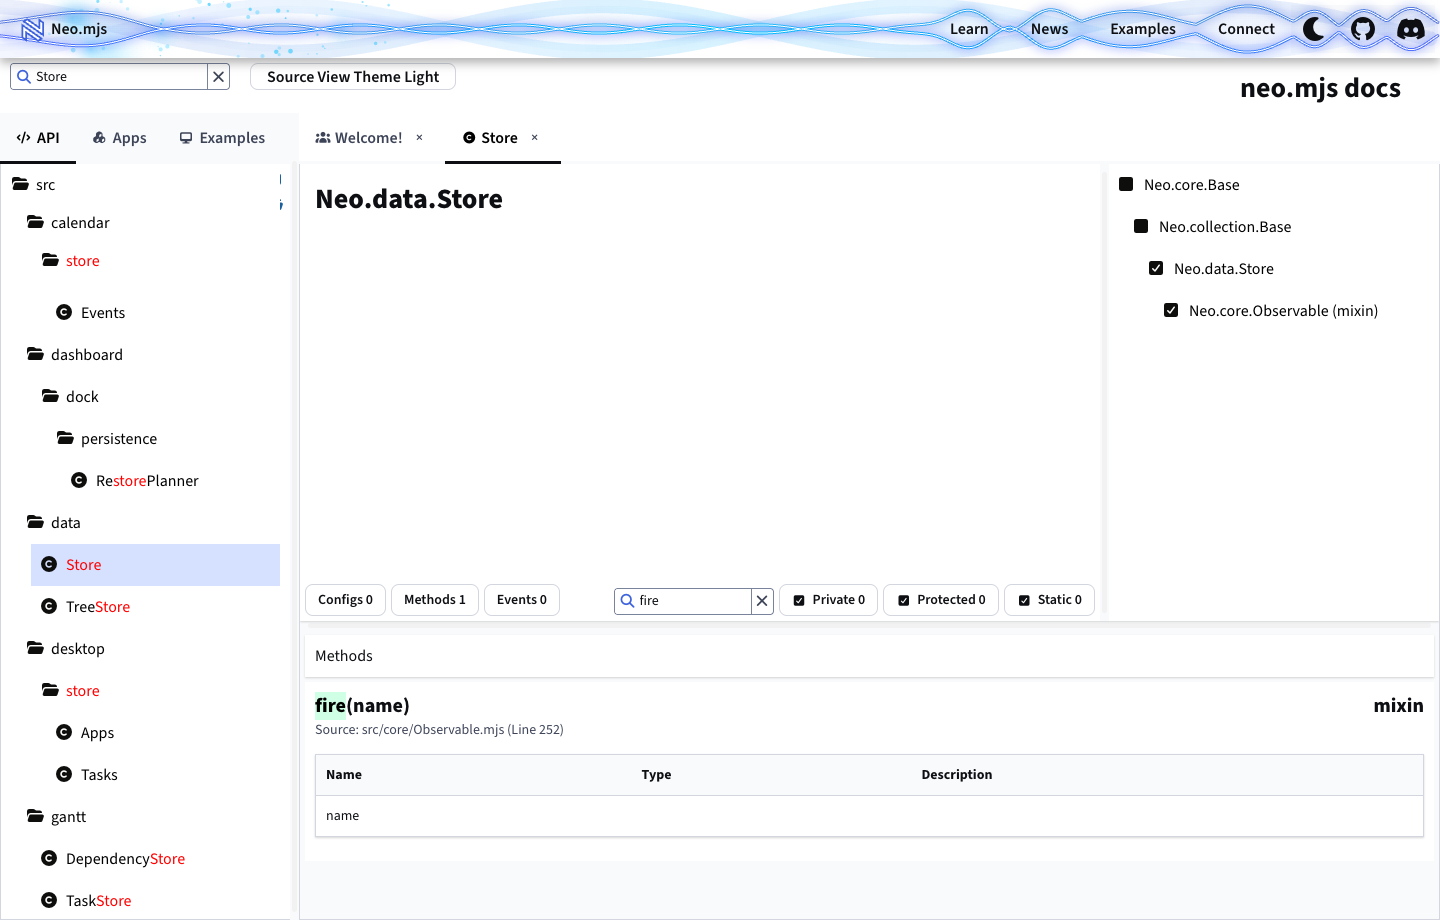 Neo.mjs
Learn
News
Examples
Connect
Store
Source View Theme Light
neo.mjs docs
API
Apps
Examples
Welcome!
Store
src
calendar
store
Events
dashboard
dock
persistence
RestorePlanner
data
Store
TreeStore
desktop
store
Apps
Tasks
gantt
DependencyStore
TaskStore
Neo.data.Store
Neo.core.Base
Neo.collection.Base
Neo.data.Store
Neo.core.Observable (mixin)
Configs 0
Methods 1
Events 0
fire
Private 0
Protected 0
Static 0
Methods
fire(name)
mixin
Source: src/core/Observable.mjs (Line 252)
Name Type Description
name